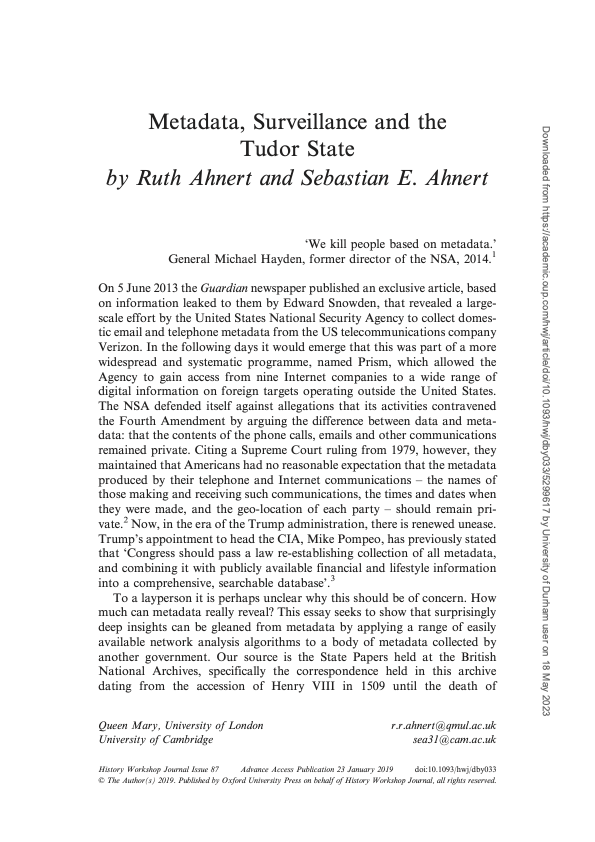 Metadata, Surveillance and the
Tudor State
by Ruth Ahnert and Sebastian E. Ahnert
‘We kill people based on metadata.’
General Michael Hayden, former director of the NSA, 2014.1
On 5 June 2013 the Guardian newspaper published an exclusive article, based
on information leaked to them by Edward Snowden, that revealed a large-
scale effort by the United States National Security Agency to collect domes-
tic email and telephone metadata from the US telecommunications company
Verizon. In the following days it would emerge that this was part of a more
widespread and systematic programme, named Prism, which allowed the
Agency to gain access from nine Internet companies to a wide range of
digital information on foreign targets operating outside the United States.
The NSA defended itself against allegations that its activities contravened
the Fourth Amendment by arguing the difference between data and meta-
data: that the contents of the phone calls, emails and other communications
remained private. Citing a Supreme Court ruling from 1979, however, they
maintained that Americans had no reasonable expectation that the metadata
produced by their telephone and Internet communications – the names of
those making and receiving such communications, the times and dates when
they were made, and the geo-location of each party – should remain pri-
vate.2 Now, in the era of the Trump administration, there is renewed unease.
Trump’s appointment to head the CIA, Mike Pompeo, has previously stated
that ‘Congress should pass a law re-establishing collection of all metadata,
and combining it with publicly available financial and lifestyle information
into a comprehensive, searchable database’.3
To a layperson it is perhaps unclear why this should be of concern. How
much can metadata really reveal? This essay seeks to show that surprisingly
deep insights can be gleaned from metadata by applying a range of easily
available network analysis algorithms to a body of metadata collected by
another government. Our source is the State Papers held at the British
National Archives, specifically the correspondence held in this archive
dating from the accession of Henry VIII in 1509 until the death of
Queen Mary, University of London r.r.ahnert@qmul.ac.uk
University of Cambridge sea31@cam.ac.uk
History Workshop Journal Issue 87 Advance Access Publication 23 January 2019 doi:10.1093/hwj/dby033
© The Author(s) 2019. Published by Oxford University Press on behalf of History Workshop Journal, all rights reserved.
Downloaded from https://academic.oup.com/hwj/article/doi/10.1093/hwj/dby033/5299617 by University of Durham user on 18 May 2023